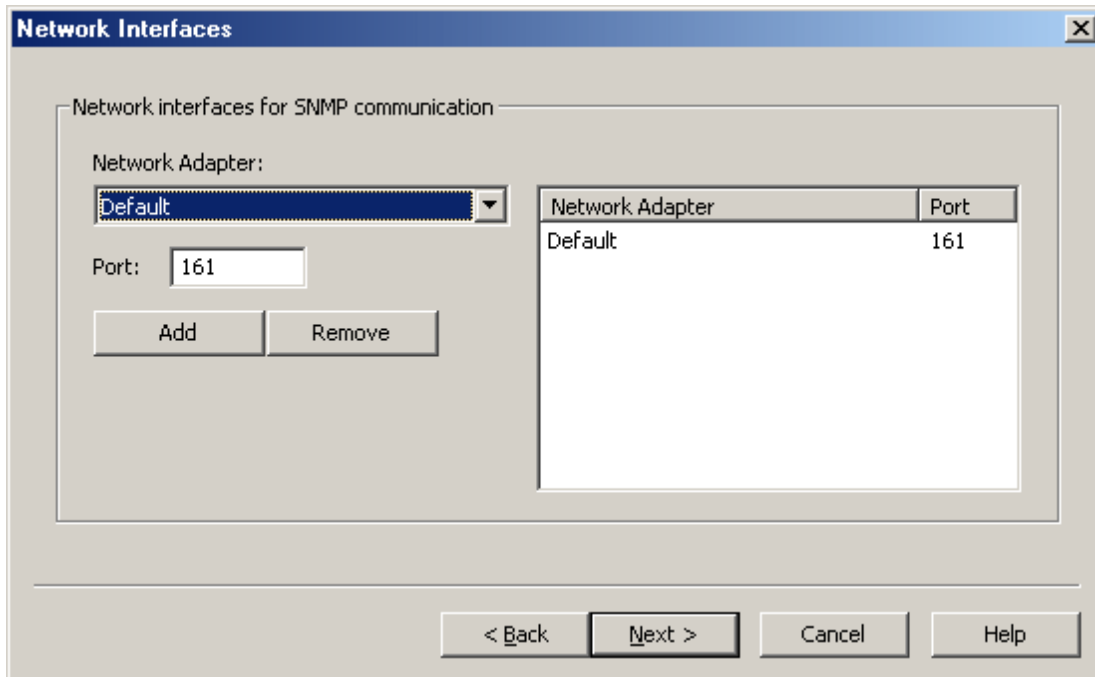 Network Interfaces
Network interfaces for SNMP communication
Network Adapter:
Default
Port: 161
Add Remove
Network Adapter Port
Default 161
< Back Next > Cancel Help